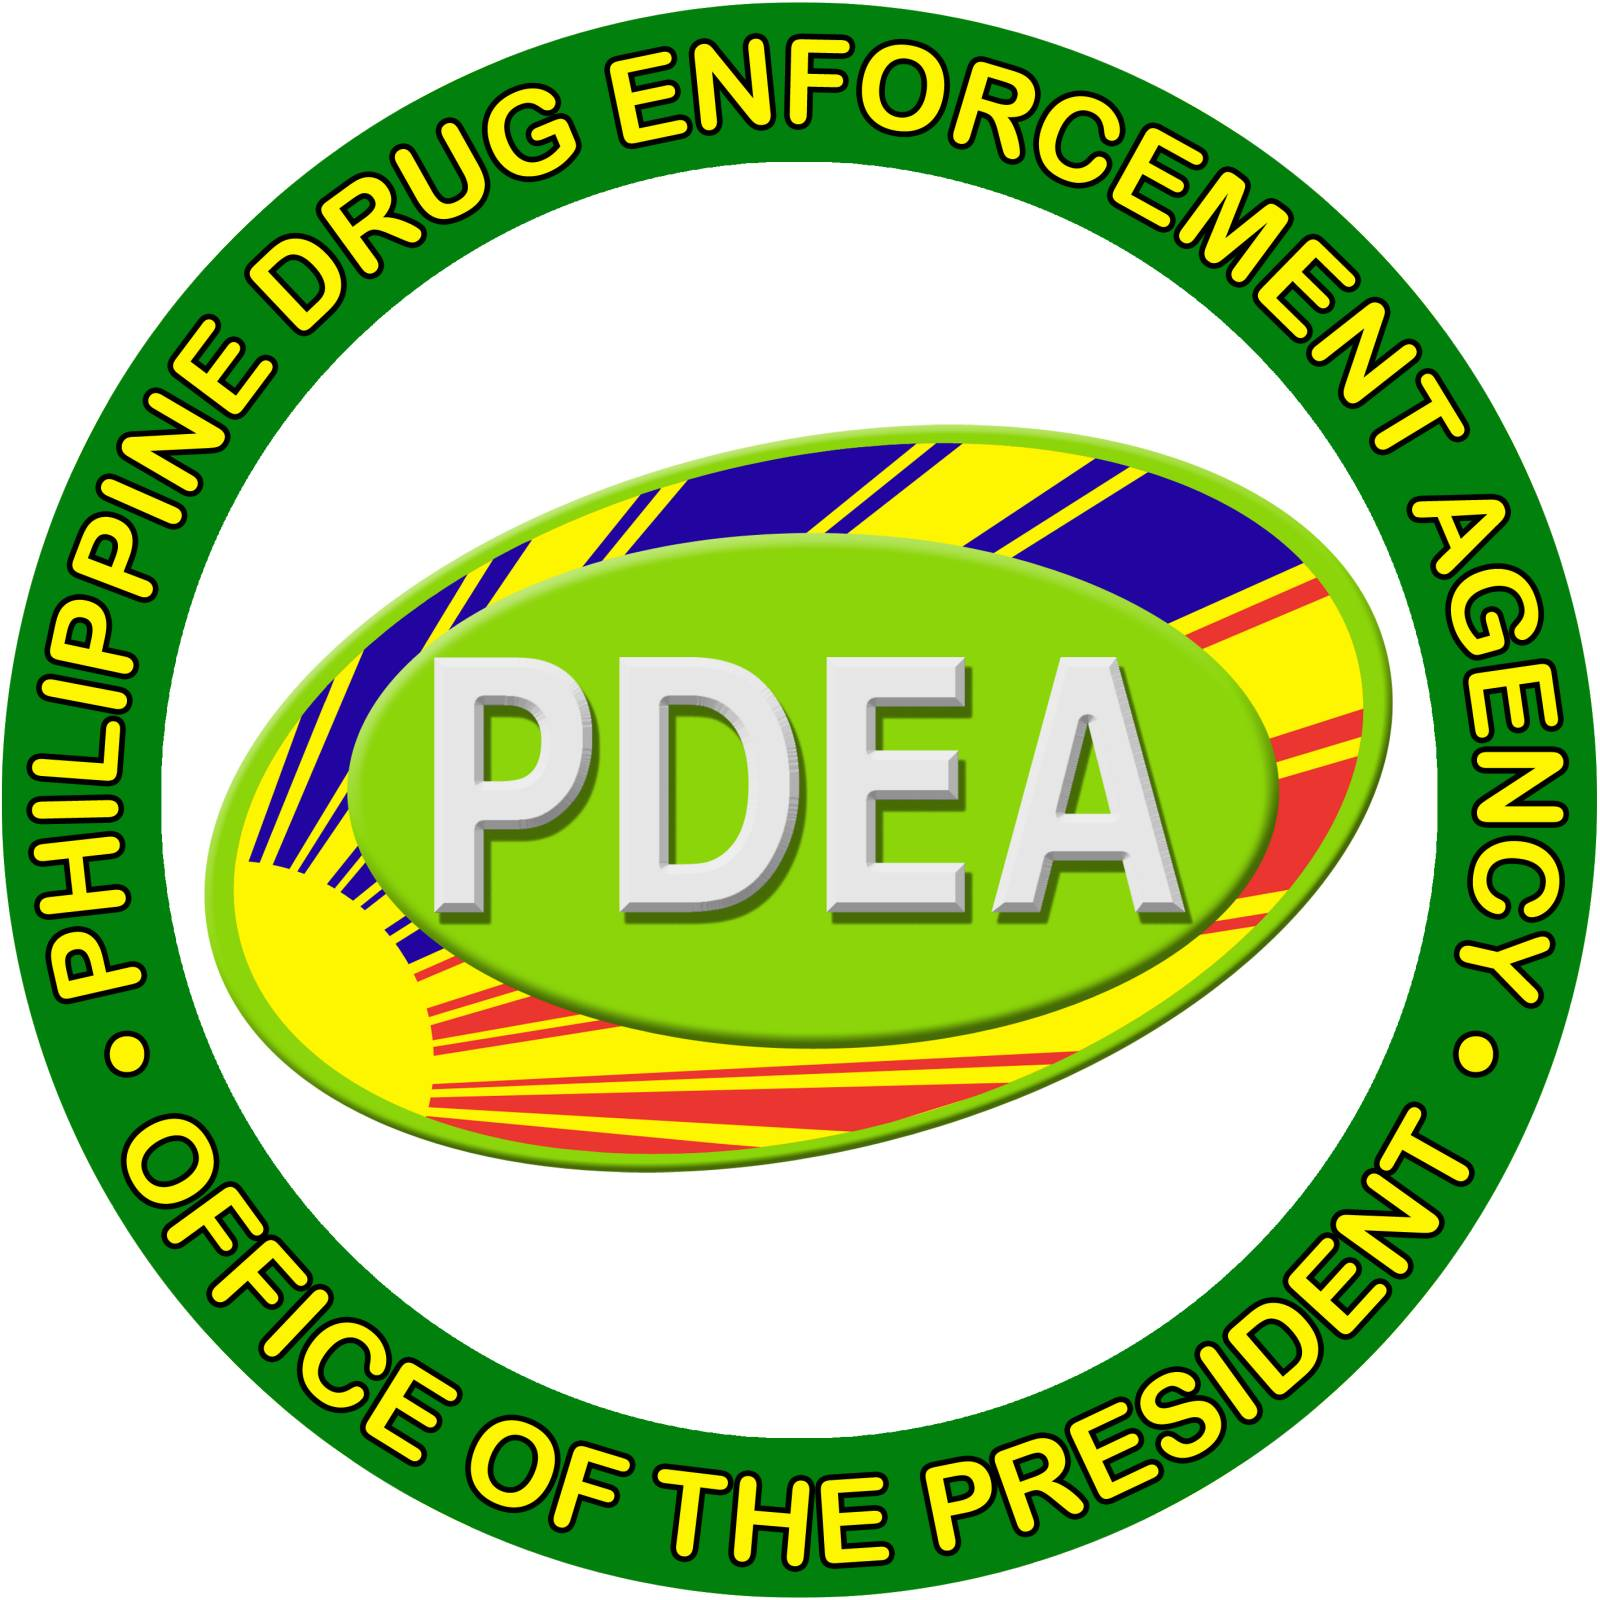 PHILIPPINE DRUG ENFORCEMENT AGENCY
PDEA
• OFFICE OF THE PRESIDENT •